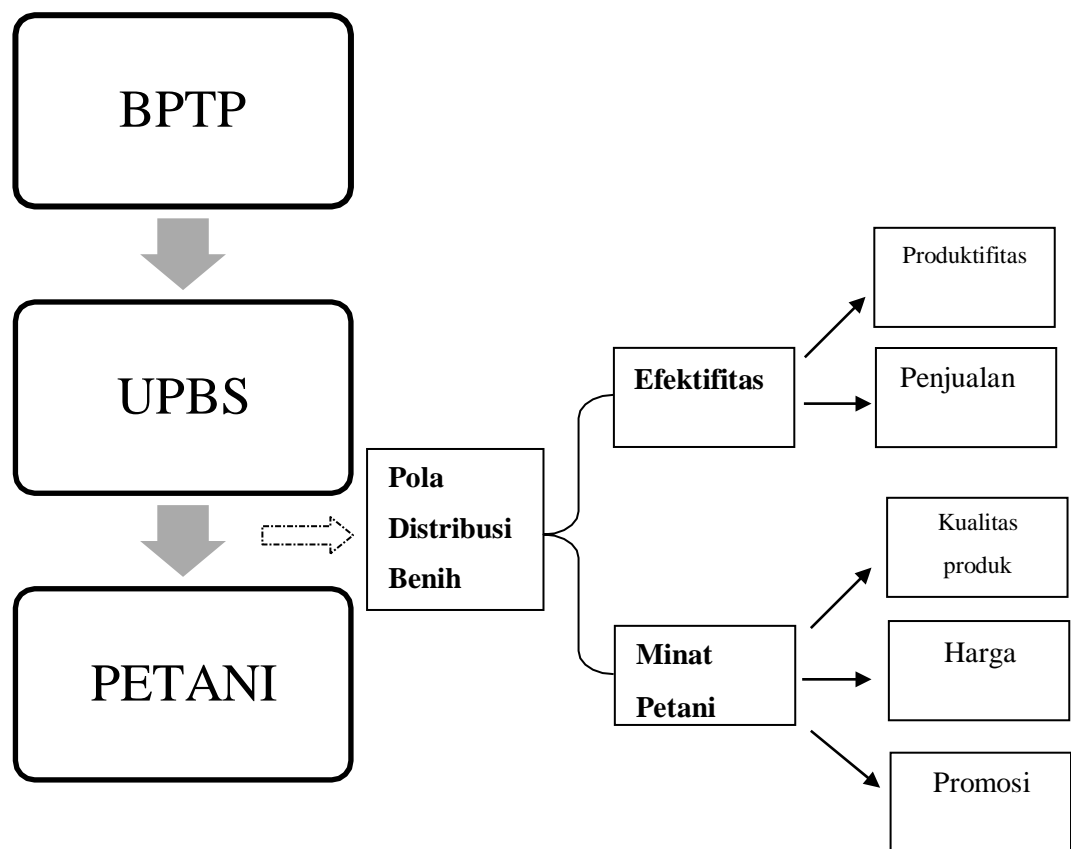 BPTP
UPBS
PETANI
Pola
Distribusi
Benih
Efektifitas
Minat
Petani
Produktifitas
Penjualan
Kualitas
produk
Harga
Promosi